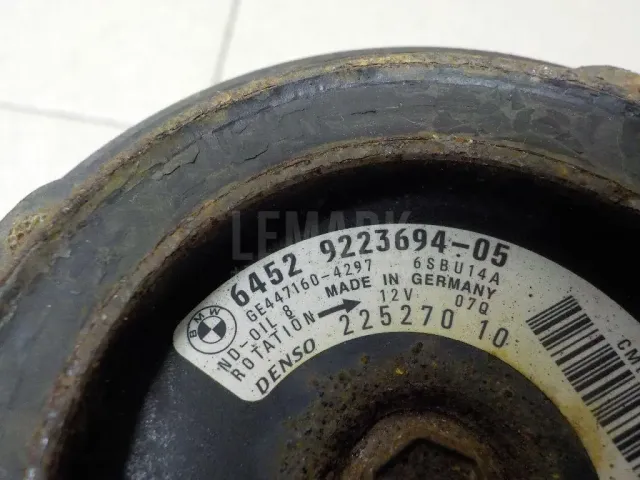 LEMARK
BMW
6452 9223694-05
GE447160-4297 6SBU14A
ND-OIL 8 MADE IN GERMANY
ROTATION 12V 07Q
DENSO 225270 10